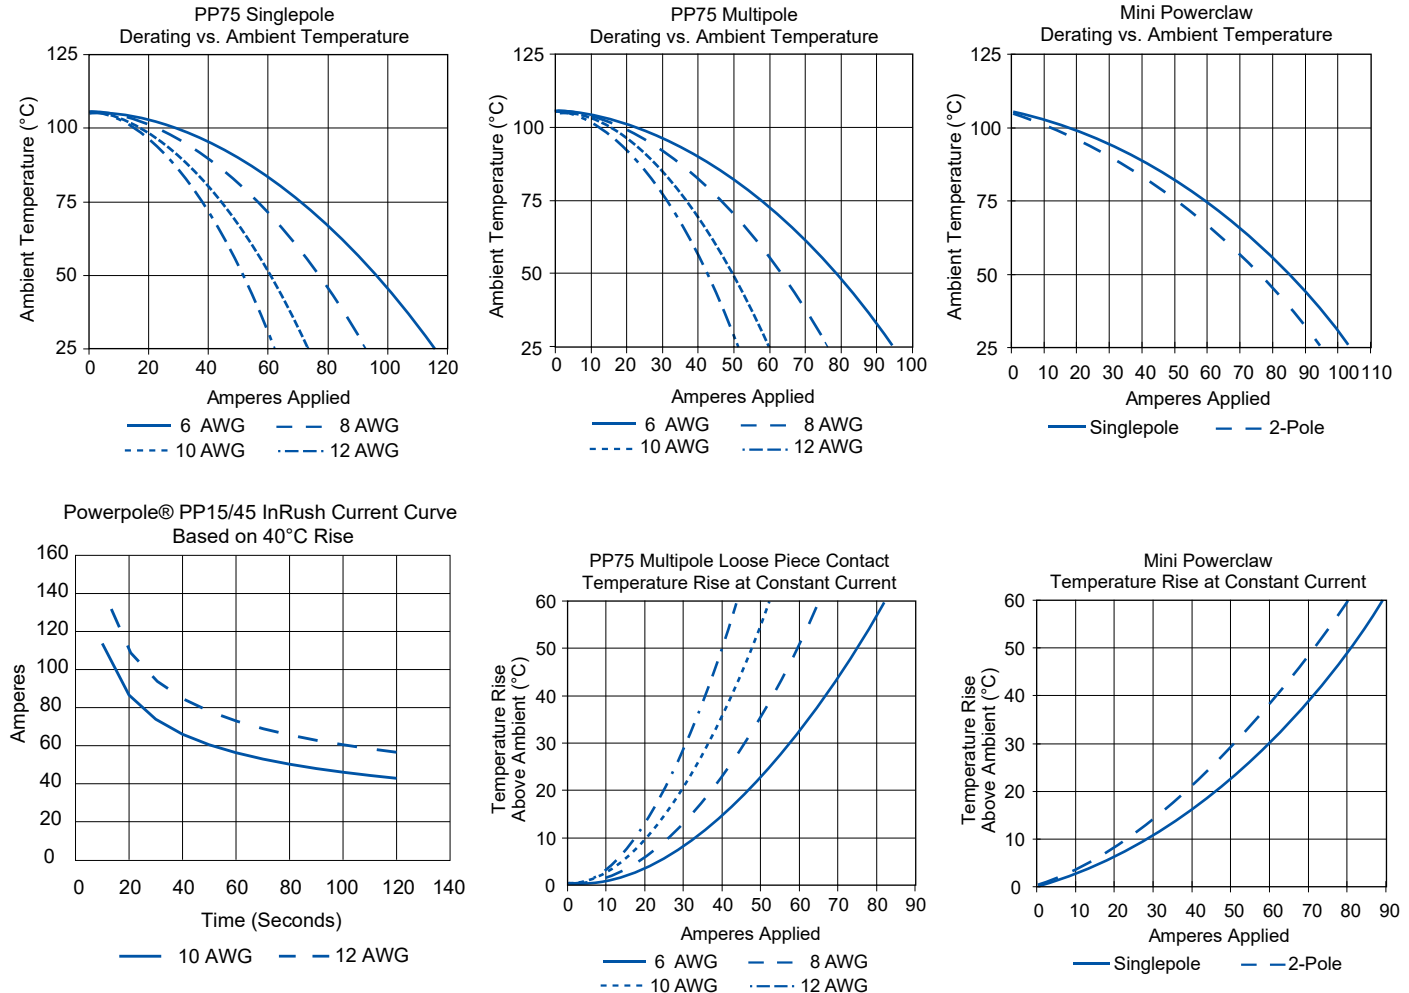 PP75 Singlepole
Derating vs. Ambient Temperature
125
100
75
50
25
Ambient Temperature (°C)
0 20 40 60 80 100 120
Amperes Applied
6 AWG 8 AWG
10 AWG 12 AWG
PP75 Multipole
Derating vs. Ambient Temperature
125
100
75
50
25
Ambient Temperature (°C)
0 10 20 30 40 50 60 70 80 90 100
Amperes Applied
6 AWG 8 AWG
10 AWG 12 AWG
Mini Powerclaw
Derating vs. Ambient Temperature
125
100
75
50
25
Ambient Temperature (°C)
0 10 20 30 40 50 60 70 80 90 100 110
Amperes Applied
Singlepole 2-Pole
Powerpole® PP15/45 InRush Current Curve
Based on 40°C Rise
160
140
120
100
80
60
40
20
0
Amperes
0 20 40 60 80 100 120 140
Time (Seconds)
10 AWG 12 AWG
PP75 Multipole Loose Piece Contact
Temperature Rise at Constant Current
60
50
40
30
20
10
0
Temperature Rise
Above Ambient (°C)
0 10 20 30 40 50 60 70 80 90
Amperes Applied
6 AWG 8 AWG
10 AWG 12 AWG
Mini Powerclaw
Temperature Rise at Constant Current
60
50
40
30
20
10
0
Temperature Rise
Above Ambient (°C)
0 10 20 30 40 50 60 70 80 90
Amperes Applied
Singlepole 2-Pole